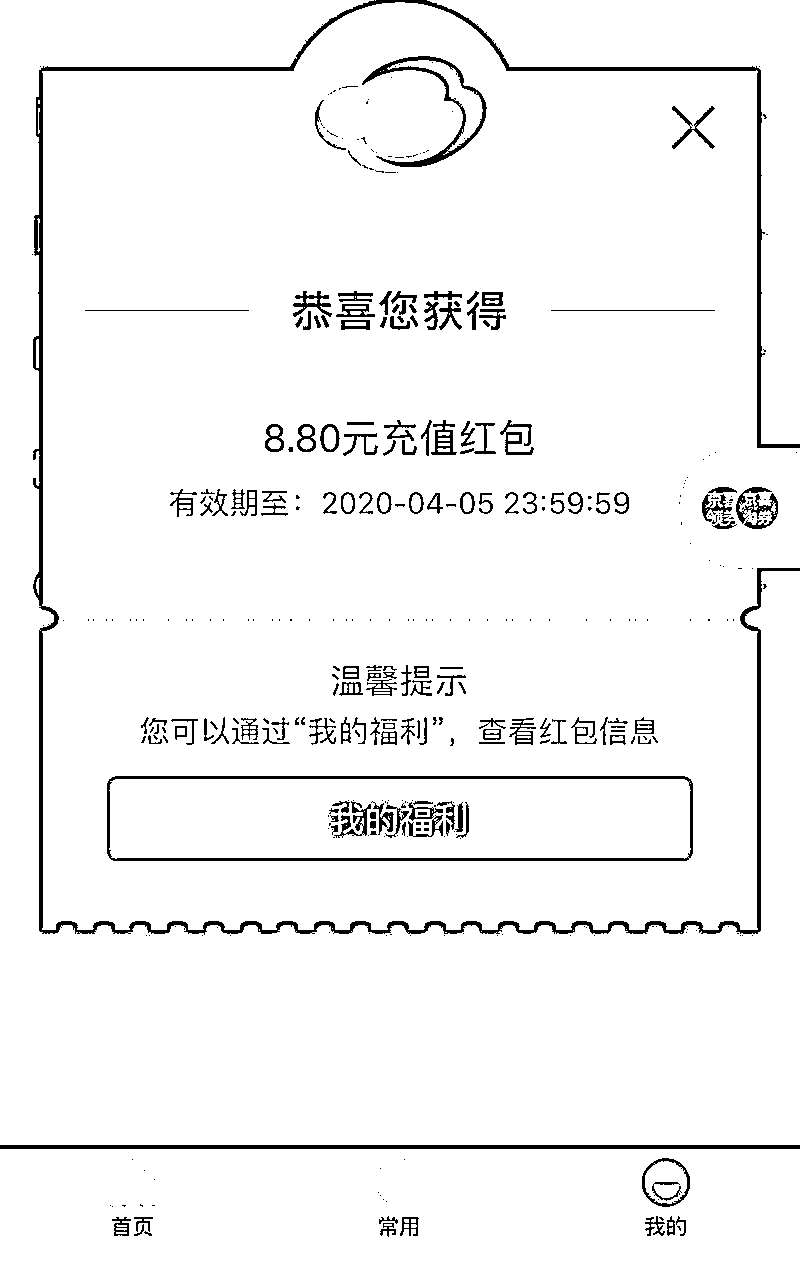 恭喜您获得
8.80元充值红包
有效期至：2020-04-05 23:59:59
温馨提示
您可以通过“我的福利”，查看红包信息
我的福利
首页
常用
我的